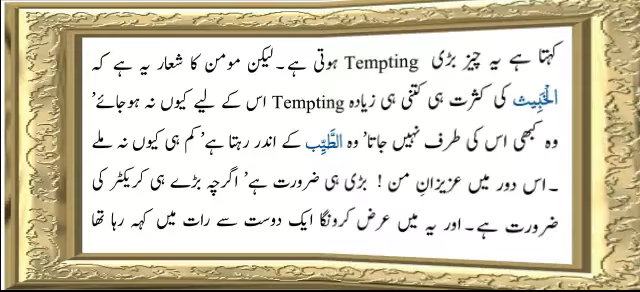 کہتا ہے یہ چیز بڑی Tempting ہوتی ہے۔ لیکن مومن کا شعار یہ ہے کہ
الْخَبِيثِ کی کثرت ہی کتنی ہی زیادہ Tempting اس کے لیے کیوں نہ ہوجائے’
وہ کبھی اس کی طرف نہیں جاتا’ وہ الطَّيِّبِ کے اندر رہتا ہے’ کم ہی کیوں نہ ملے
۔ اس دور میں عزیزانِ من ! بڑی ہی ضرورت ہے’ اگرچہ بڑے ہی کریکٹر کی
ضرورت ہے۔ اور یہ میں عرض کرونگا ایک دوست سے رات میں کہہ رہا تھا